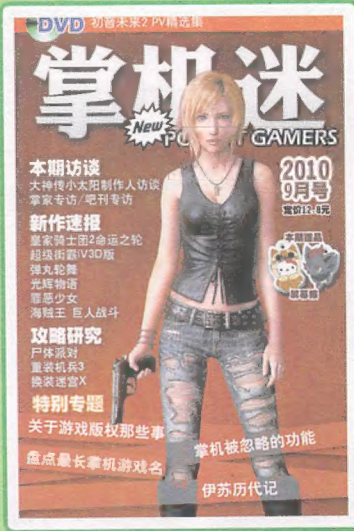 DVD 初音未来2 PV精选集
掌机迷
New
POCKET GAMERS
2010
9月号
定价12.8元
本期访谈
大神传小太阳制作人访谈
掌家专访/吧刊专访
新作速报
皇家骑士团2命运之轮
超级街霸IV3D版
弹丸轮舞
光辉物语
罪恶少女
海贼王 巨人战斗
本期赠品
攻略研究
尸体派对
重装机兵3
换装迷宫X
特别专题
关于游戏版权那些事
掌机被忽略的功能
盘点最长掌机游戏名
伊苏历代记